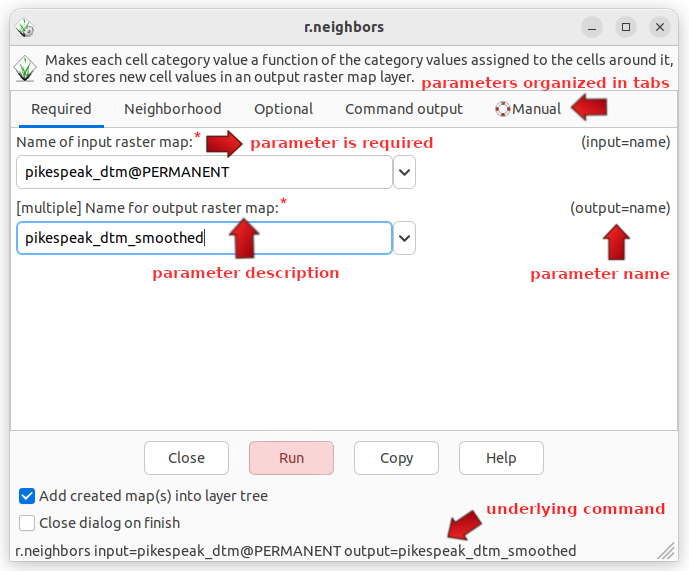 r.neighbors
Makes each cell category value a function of the category values assigned to the cells around it,
and stores new cell values in an output raster map layer.
parameters organized in tabs
Required Neighborhood Optional Command output Manual
Name of input raster map:* parameter is required (input=name)
pikespeak_dtm@PERMANENT
[multiple] Name for output raster map:* (output=name)
pikespeak_dtm_smoothed
parameter description parameter name
Close Run Copy Help
Add created map(s) into layer tree
Close dialog on finish
underlying command
r.neighbors input=pikespeak_dtm@PERMANENT output=pikespeak_dtm_smoothed